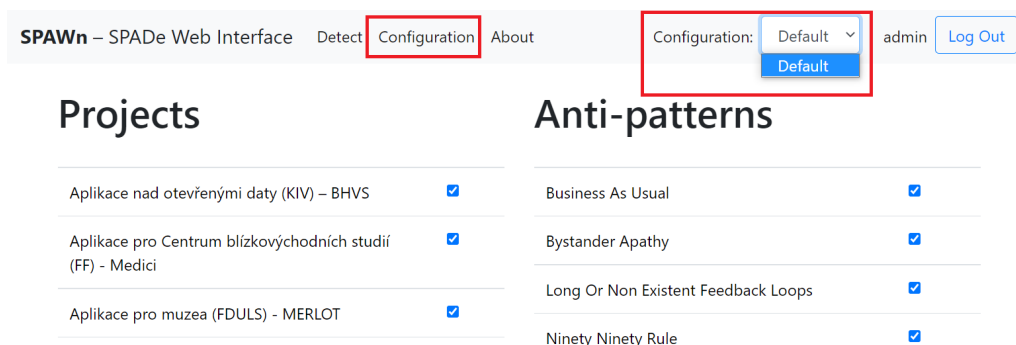 SPAWn – SPADe Web Interface Detect Configuration About Configuration: Default admin Log Out
Default
Projects
Aplikace nad otevřenými daty (KIV) – BHVS
Aplikace pro Centrum blízkovýchodních studií
(FF) - Medici
Aplikace pro muzea (FDULS) - MERLOT
Anti-patterns
Business As Usual
Bystander Apathy
Long Or Non Existent Feedback Loops
Ninety Ninety Rule